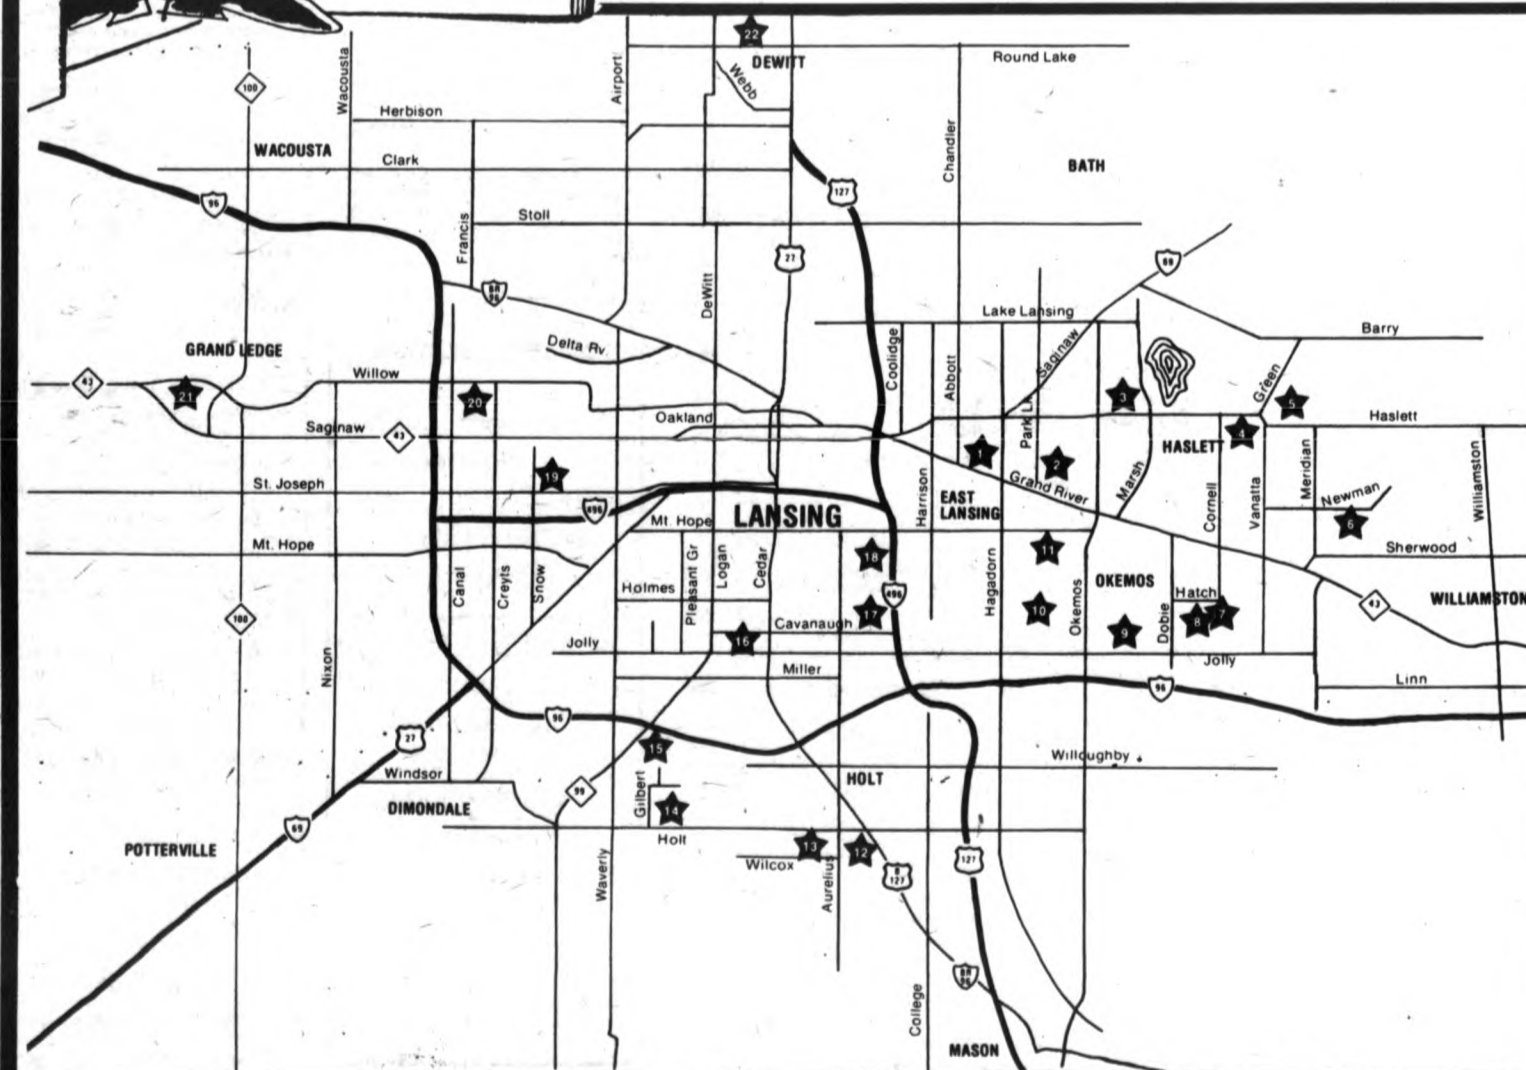 22
DEWITT
Round Lake
Webb
Airport
Wacousta
100
Herbison
WACOUSTA
Clark
Chandler
BATH
127
96
Stoll
Francis
27
69
BR
96
DeWitt
Lake Lansing
Barry
Delta Rv.
GRAND LEDGE
Coolidge
Abbott
Saginaw
Park Lk
Green
43
21
Willow
20
3
5
Oakland
Haslett
Saginaw
43
4
HASLETT
1
2
19
St. Joseph
496
Grand River
Marsh
Harrison
EAST
LANSING
Cornell
Vanatta
Meridian
Newman
Williamston
6
LANSING
Mt. Hope
Mt. Hope
18
11
Sherwood
Canal
Creyts
Snow
Holmes
Pleasant Gr
Logan
Cedar
496
Hagadorn
OKEMOS
Hatch
43
WILLIAMSTON
100
17
10
Okemos
Dobie
8
7
9
Cavanaugh
16
Jolly
Jolly
Nixon
Miller
Linn
96
96
27
15
Willoughby
Windsor
HOLT
DIMONDALE
99
Gilbert
14
69
Holt
POTTERVILLE
13
12
Wilcox
127
B
127
Waverly
Aurelius
BR
96
College
MASON